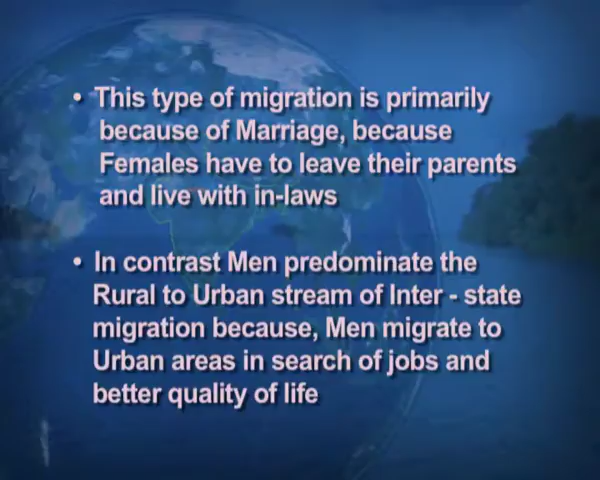 • This type of migration is primarily
because of Marriage, because
Females have to leave their parents
and live with in-laws
• In contrast Men predominate the
Rural to Urban stream of Inter - state
migration because, Men migrate to
Urban areas in search of jobs and
better quality of life